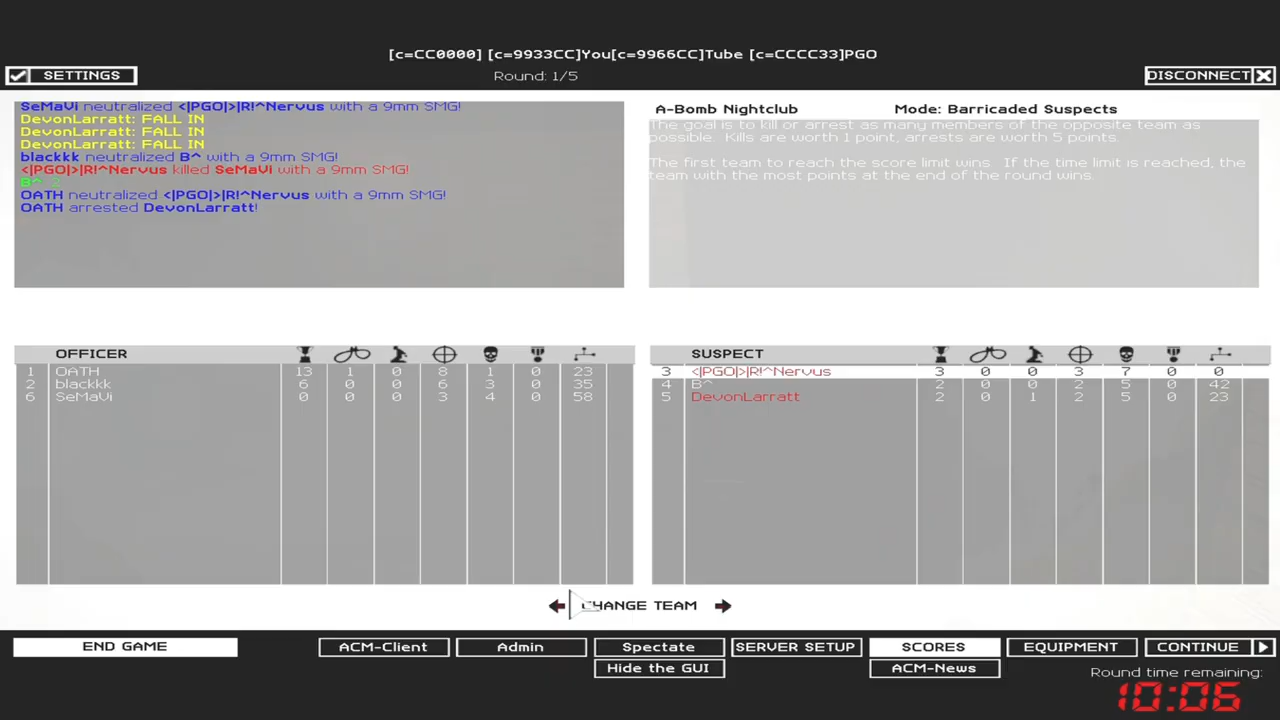 [c=CC0000] [c=9933CC]You[c=9966CC]Tube [c=CCCC33]PGO
SETTINGS
Round: 1/5
DISCONNECT
SeMaVi neutralized <|PGO|>|R!^Nervus with a 9mm SMG!
DevonLarratt: FALL IN
DevonLarratt: FALL IN
DevonLarratt: FALL IN
blackkk neutralized B^ with a 9mm SMG!
<|PGO|>|R!^Nervus killed SeMaVi with a 9mm SMG!
OATH neutralized <|PGO|>|R!^Nervus with a 9mm SMG!
OATH arrested DevonLarratt!
A-Bomb Nightclub Mode: Barricaded Suspects
The goal is to kill or arrest as many members of the opposite team as
possible. Kills are worth 1 point, arrests are worth 5 points.
The first team to reach the score limit wins. If the time limit is reached, the
team with the most points at the end of the round wins.
OFFICER
1 OATH 13 1 0 8 1 0 23
2 blackkk 6 0 0 6 3 0 35
6 SeMaVi 0 0 0 3 4 0 58
SUSPECT
3 <|PGO|>|R!^Nervus 3 0 0 3 7 0 0
4 B^ 2 0 0 2 5 0 42
5 DevonLarratt 2 0 1 2 5 0 23
CHANGE TEAM
END GAME
ACM-Client
Admin
Spectate
SERVER SETUP
SCORES
EQUIPMENT
CONTINUE
Hide the GUI
ACM-News
Round time remaining:
10:06